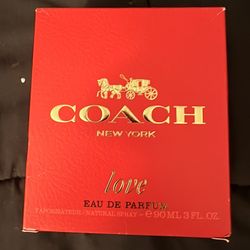 COACH
NEW YORK
love
EAU DE PARFUM
VAPORISATEUR/NATURAL SPRAY - ℮ 90 ML 3 FL. OZ.